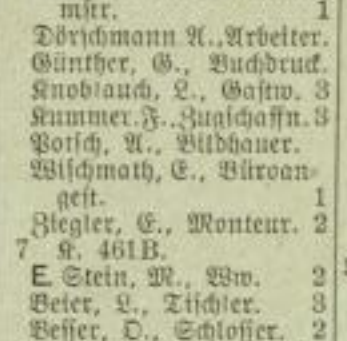 mstr. 1
Dörschmann A., Arbeiter.
Günther, G., Buchdruck.
Knoblauch, L., Gastw. 3
Kummer.F., Zugschaffn. 3
Porsch, A., Bildhauer.
Wischmath, E., Büroan-
gest. 1
Ziegler, E., Monteur. 2
7 K. 461B.
E Stein, M., Ww. 2
Beier, L., Tischler. 3
Besser, O., Schlosser. 2